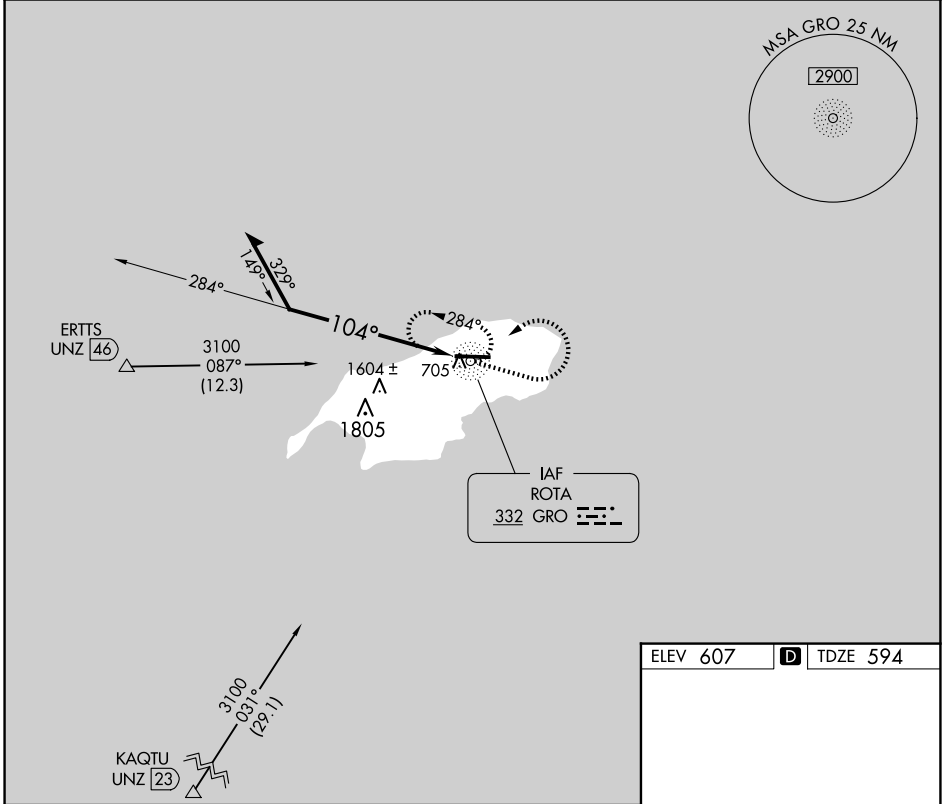 MSA GRO 25 NM
2900
329°
149°
284°
104°
284°
ERTTS
UNZ 46
3100
087°
(12.3)
1604 ±
705
1805
IAF
ROTA
332 GRO
3100
031°
(29.1)
KAQTU
UNZ 23
ELEV 607 D TDZE 594